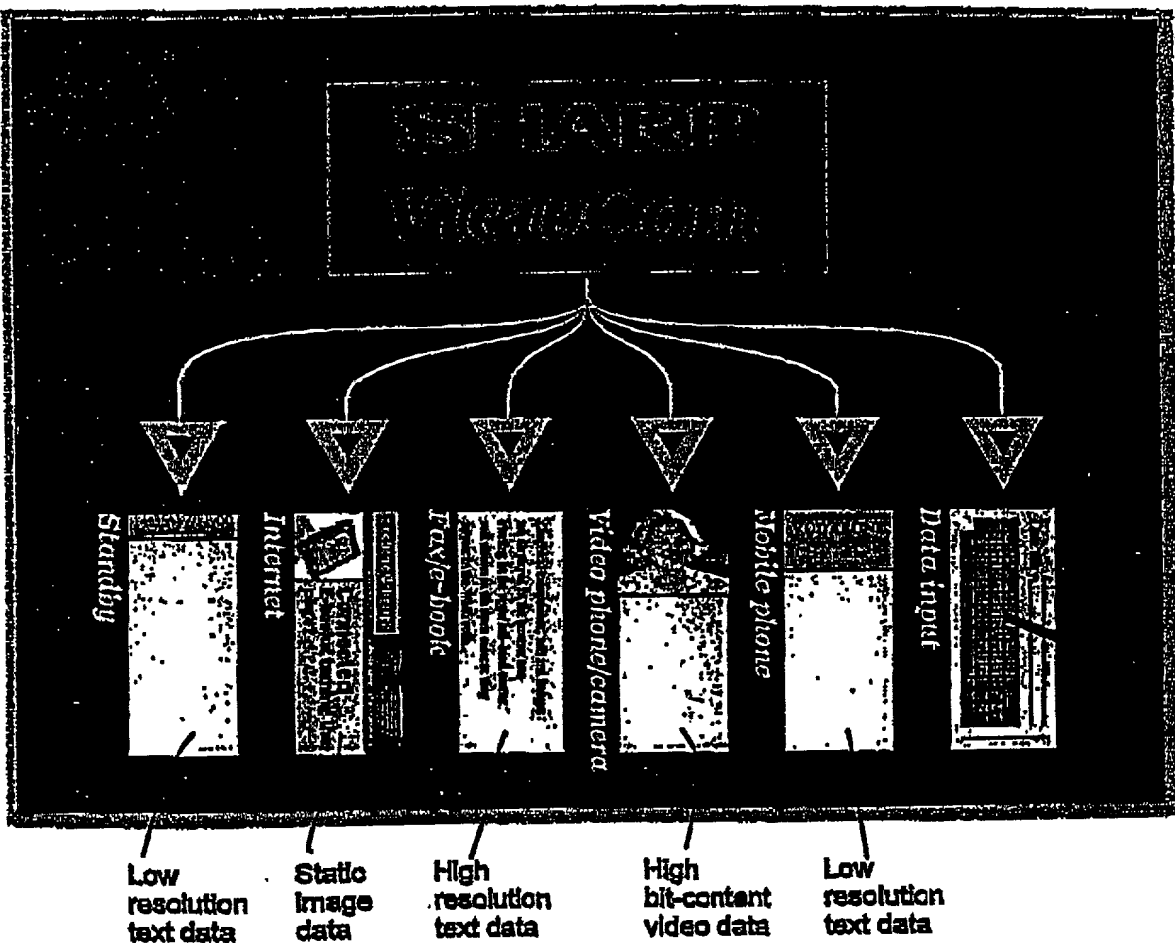 SHARP
ViewCam
Standby
Internet
Fax/e-book
Video phone/camera
Mobile phone
Data input
Low
resolution
text data
Static
image
data
High
resolution
text data
High
bit-content
video data
Low
resolution
text data